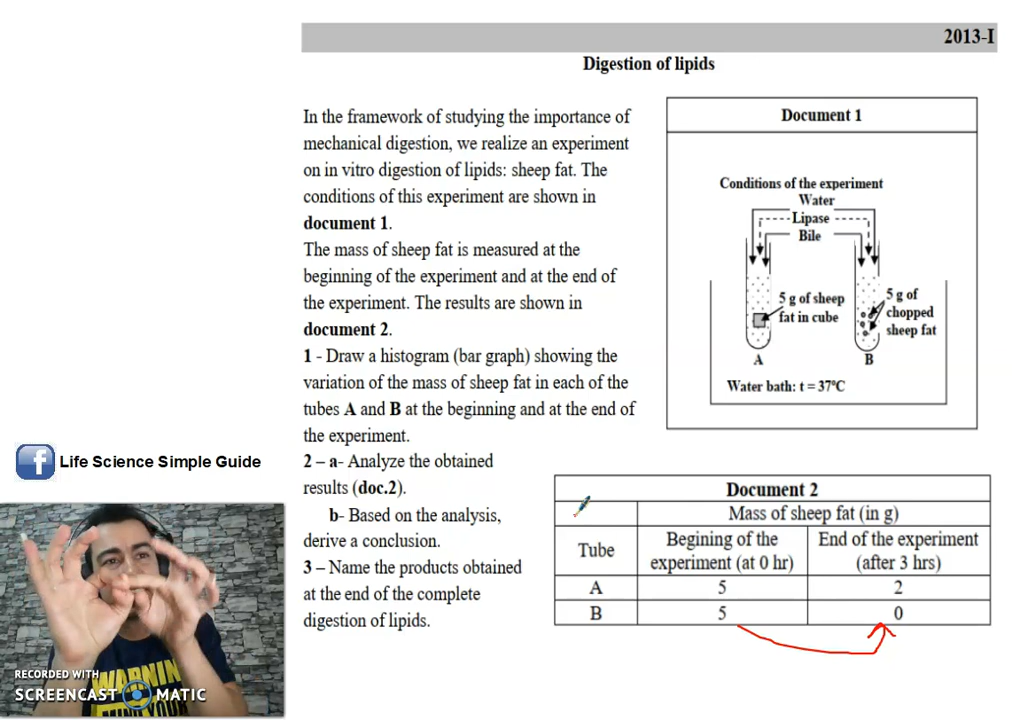 2013-I
Digestion of lipids
In the framework of studying the importance of
mechanical digestion, we realize an experiment
on in vitro digestion of lipids: sheep fat. The
conditions of this experiment are shown in
document 1.
The mass of sheep fat is measured at the
beginning of the experiment and at the end of
the experiment. The results are shown in
document 2.
1 - Draw a histogram (bar graph) showing the
variation of the mass of sheep fat in each of the
tubes A and B at the beginning and at the end of
the experiment.
2 – a- Analyze the obtained
results (doc.2).
b- Based on the analysis,
derive a conclusion.
3 – Name the products obtained
at the end of the complete
digestion of lipids.
Document 1
Conditions of the experiment
Water
Lipase
Bile
5 g of sheep
fat in cube
5 g of
chopped
sheep fat
A
B
Water bath: t = 37ºC
Document 2
Mass of sheep fat (in g)
Tube
Begining of the
experiment (at 0 hr)
End of the experiment
(after 3 hrs)
A 5 2
B 5 0
f Life Science Simple Guide
RECORDED WITH
SCREENCAST MATIC
WARNIN